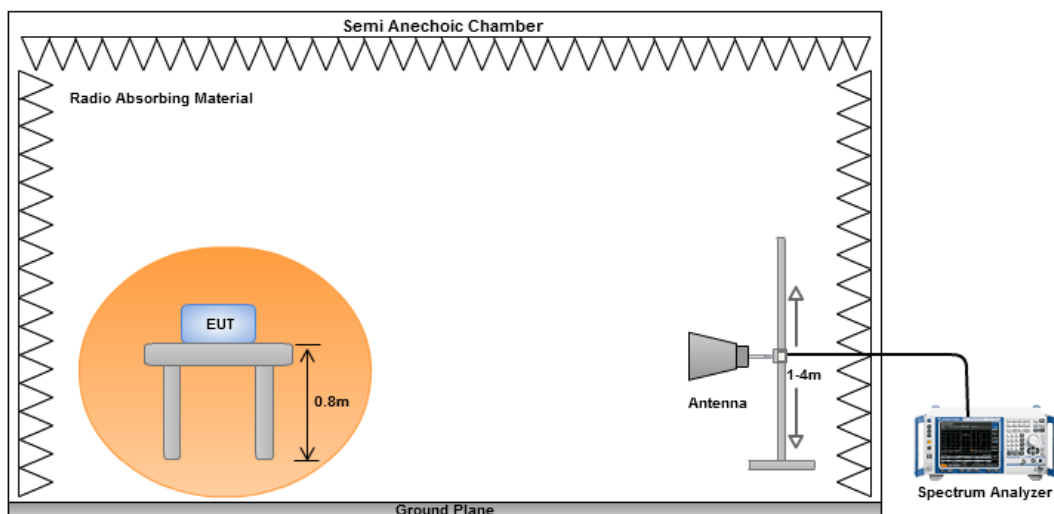 Semi Anechoic Chamber
Radio Absorbing Material
EUT
0.8m
1-4m
Antenna
Spectrum Analyzer
Ground Plane